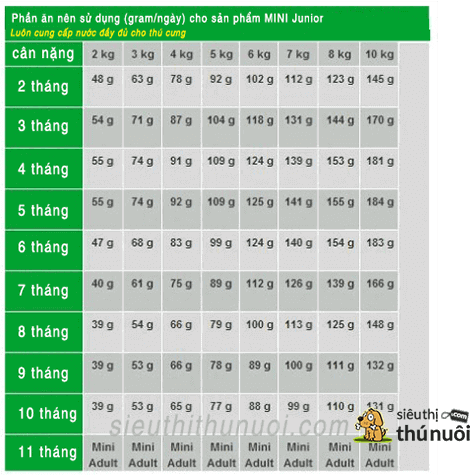 Phần ăn nên sử dụng (gram/ngày) cho sản phẩm MINI Junior
Luôn cung cấp nước đầy đủ cho thú cưng
cân nặng 2 kg 3 kg 4 kg 5 kg 6 kg 7 kg 8 kg 10 kg
2 tháng 48 g 63 g 78 g 92 g 102 g 112 g 123 g 145 g
3 tháng 54 g 71 g 87 g 104 g 118 g 131 g 144 g 170 g
4 tháng 55 g 74 g 91 g 109 g 124 g 139 g 153 g 181 g
5 tháng 55 g 74 g 92 g 109 g 125 g 141 g 155 g 184 g
6 tháng 47 g 68 g 83 g 99 g 124 g 140 g 154 g 183 g
7 tháng 40 g 61 g 75 g 89 g 112 g 126 g 139 g 166 g
8 tháng 39 g 54 g 66 g 79 g 100 g 113 g 125 g 148 g
9 tháng 39 g 53 g 66 g 78 g 89 g 100 g 111 g 132 g
10 tháng 39 g 53 g 65 g 77 g 88 g 99 g 110 g 131 g
sieuthithunuoi.com
siêuthị .com
thúnuôi
11 tháng Mini Mini Mini Mini Mini Mini Mini Mini
Adult Adult Adult Adult Adult Adult Adult Adult